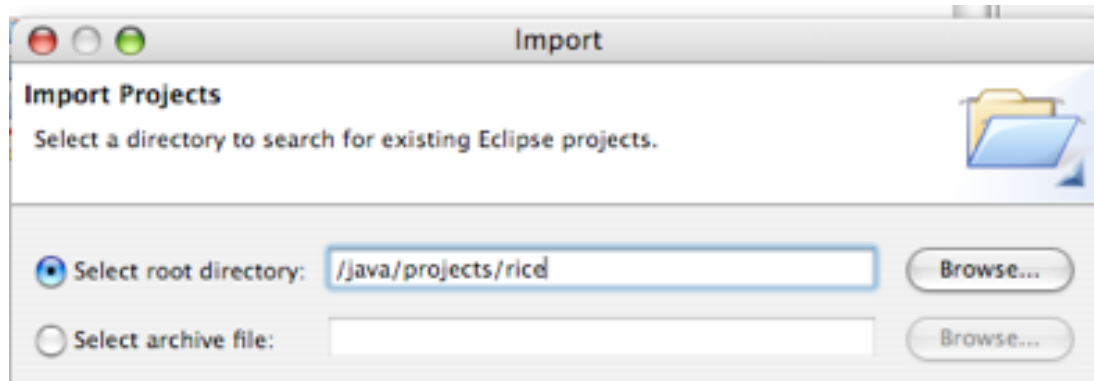 Import
Import Projects
Select a directory to search for existing Eclipse projects.
Select root directory: /java/projects/rice Browse...
Select archive file: Browse...